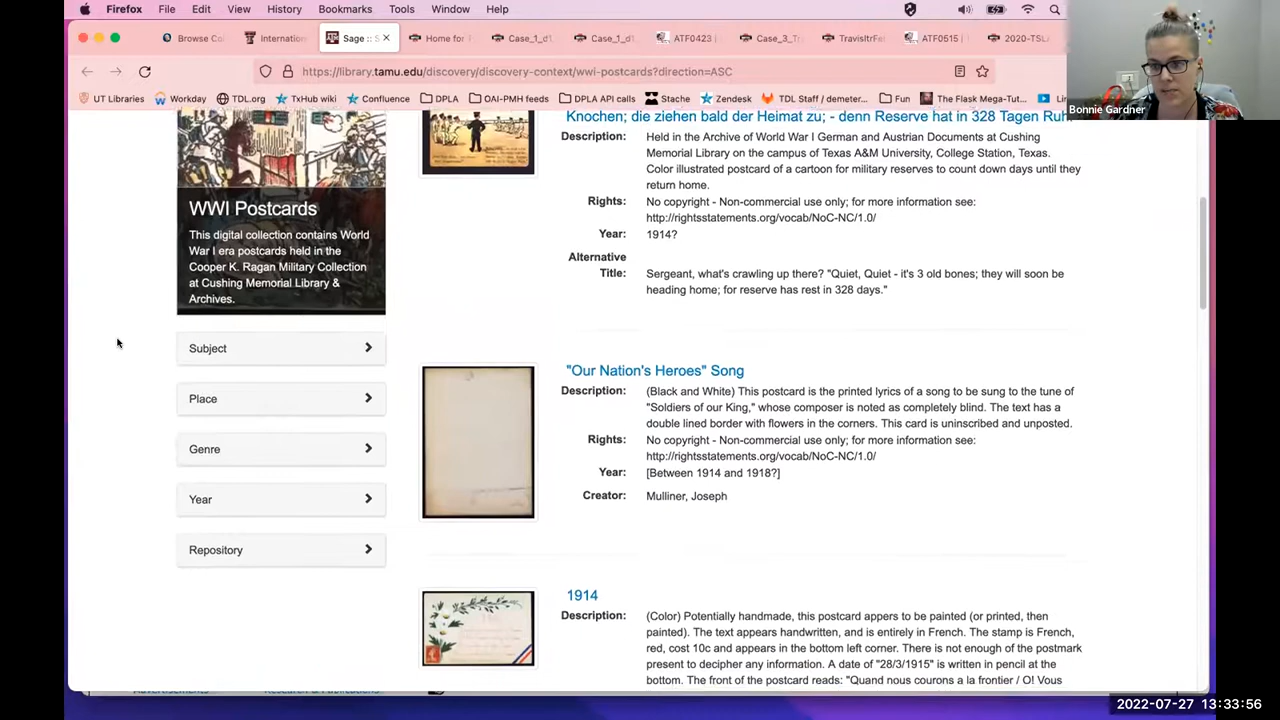 Firefox File Edit View History Bookmarks Tools Window Help
Browse Co Internation Sage :: S Home for Case_1_d1 Case_1_d1 ATF0423 | Case_3_Tr TravisltrFe ATF0515 | 2020-TSLA
https://library.tamu.edu/discovery/discovery-context/wwi-postcards?direction=ASC
UT Libraries Workday TDL.org TxHub wiki Confluence DPLA OAI-PMH feeds DPLA API calls Stache Zendesk TDL Staff / demeter... Fun The Flask Mega-Tut...
Bonnie Gardner
Knochen; die ziehen bald der Heimat zu; - denn Reserve hat in 328 Tagen Ruh.
Description: Held in the Archive of World War I German and Austrian Documents at Cushing
Memorial Library on the campus of Texas A&M University, College Station, Texas.
Color illustrated postcard of a cartoon for military reserves to count down days until they
return home.
Rights: No copyright - Non-commercial use only; for more information see:
http://rightsstatements.org/vocab/NoC-NC/1.0/
Year: 1914?
Alternative
Title: Sergeant, what's crawling up there? "Quiet, Quiet - it's 3 old bones; they will soon be
heading home; for reserve has rest in 328 days."
WWI Postcards
This digital collection contains World
War I era postcards held in the
Cooper K. Ragan Military Collection
at Cushing Memorial Library &
Archives.
Subject
Place
Genre
Year
Repository
"Our Nation's Heroes" Song
Description: (Black and White) This postcard is the printed lyrics of a song to be sung to the tune of
"Soldiers of our King," whose composer is noted as completely blind. The text has a
double lined border with flowers in the corners. This card is uninscribed and unposted.
Rights: No copyright - Non-commercial use only; for more information see:
http://rightsstatements.org/vocab/NoC-NC/1.0/
Year: [Between 1914 and 1918?]
Creator: Mulliner, Joseph
1914
Description: (Color) Potentially handmade, this postcard appers to be painted (or printed, then
painted). The text appears handwritten, and is entirely in French. The stamp is French,
red, cost 10c and appears in the bottom left corner. There is not enough of the postmark
present to decipher any information. A date of "28/3/1915" is written in pencil at the
bottom. The front of the postcard reads: "Quand nous courons a la frontier / O! Vous
2022-07-27 13:33:56